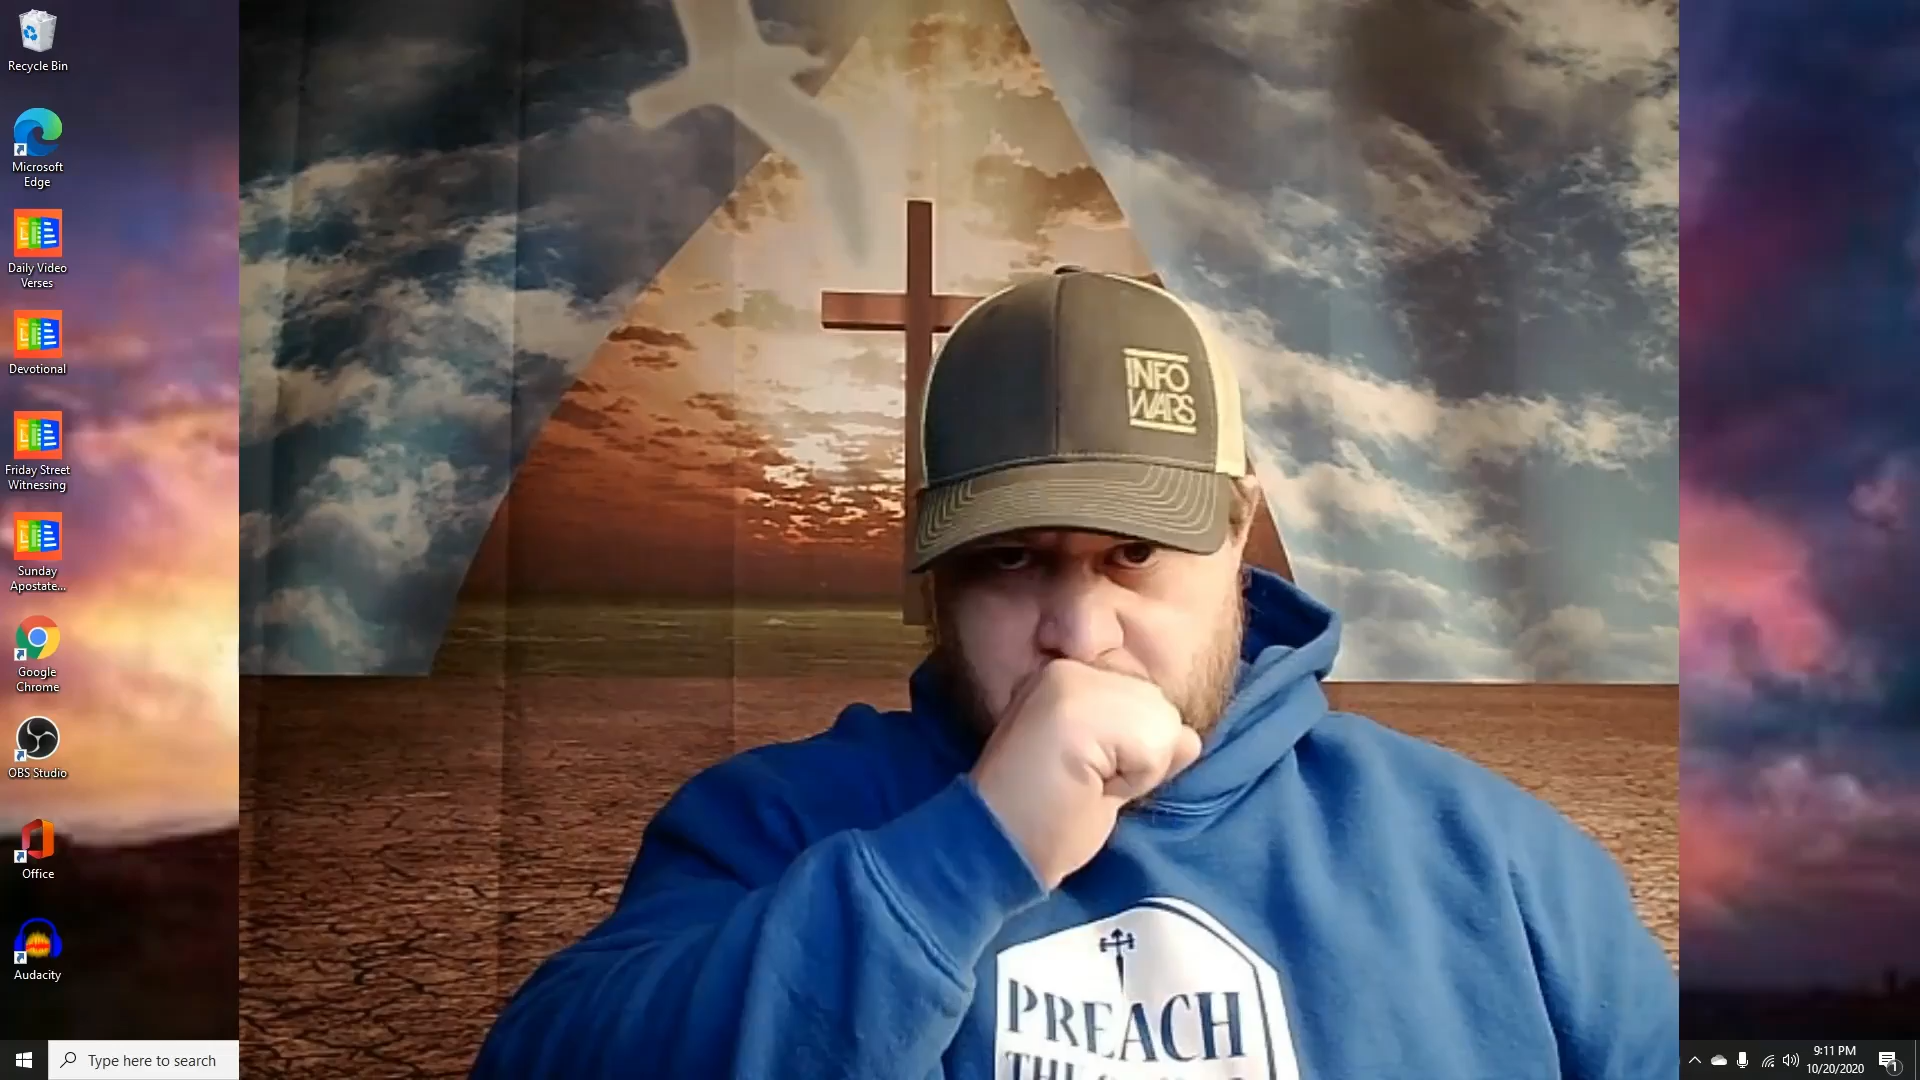 Recycle Bin
Microsoft
Edge
Daily Video
Verses
Devotional
Friday Street
Witnessing
Sunday
Apostate...
Google
Chrome
OBS Studio
Office
Audacity
INFO
WARS
PREACH
Type here to search
9:11 PM
10/20/2020
1